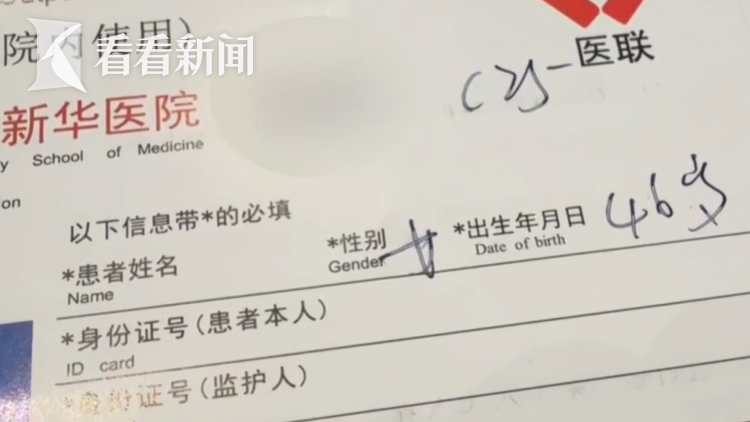 Outpa
院内使用)
看看新闻
医联
新华医院
y School of Medicine
on
以下信息带*的必填
*患者姓名
Name
*性别 女
Gender
*出生年月日 46岁
Date of birth
*身份证号(患者本人)
ID card
*身份证号(监护人)